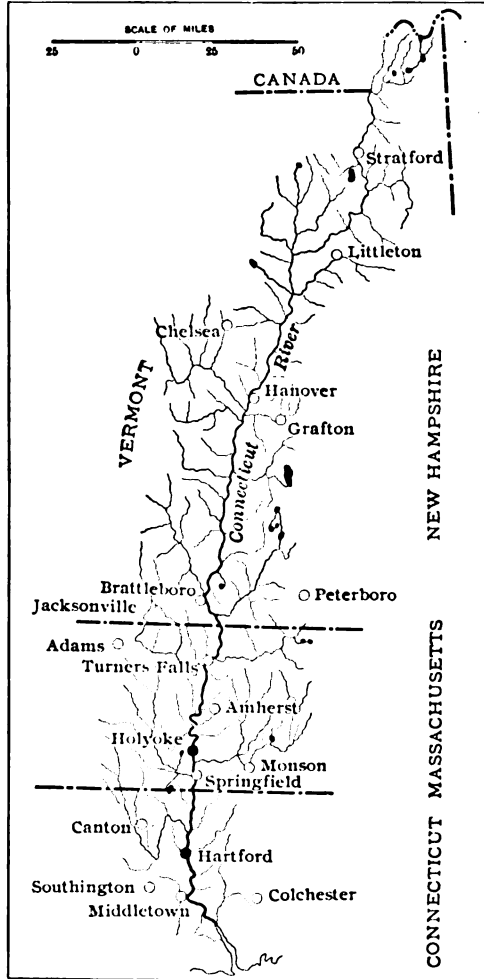 SCALE OF MILES
25 0 25 50
CANADA
Stratford
Littleton
Chelsea
River
Hanover
Grafton
VERMONT
NEW HAMPSHIRE
Connecticut
Brattleboro
Peterboro
Jacksonville
Adams
Turners Falls
MASSACHUSETTS
Amherst
Holyoke
Monson
Springfield
Canton
Hartford
Southington
Colchester
Middletown
CONNECTICUT